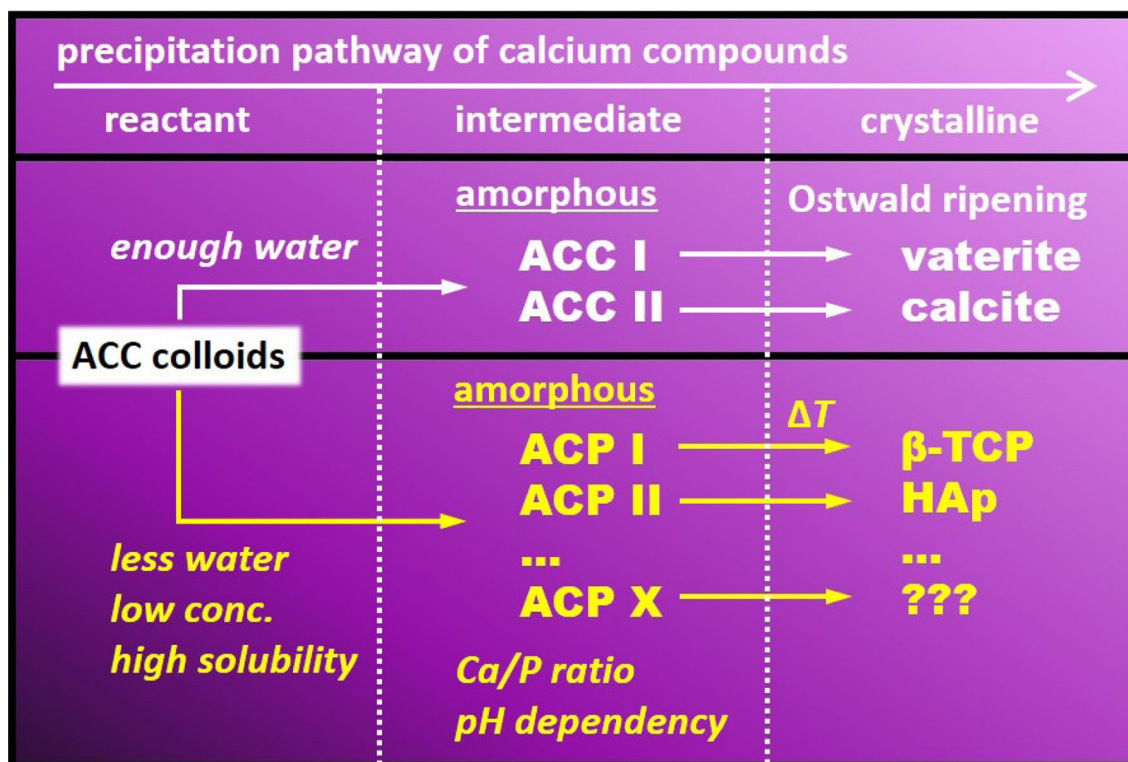 precipitation pathway of calcium compounds
reactant
intermediate
crystalline
amorphous
Ostwald ripening
enough water
ACC I
vaterite
ACC II
calcite
ACC colloids
amorphous
ΔT
ACP I
β-TCP
ACP II
HAp
...
...
less water
low conc.
high solubility
ACP X
???
Ca/P ratio
pH dependency